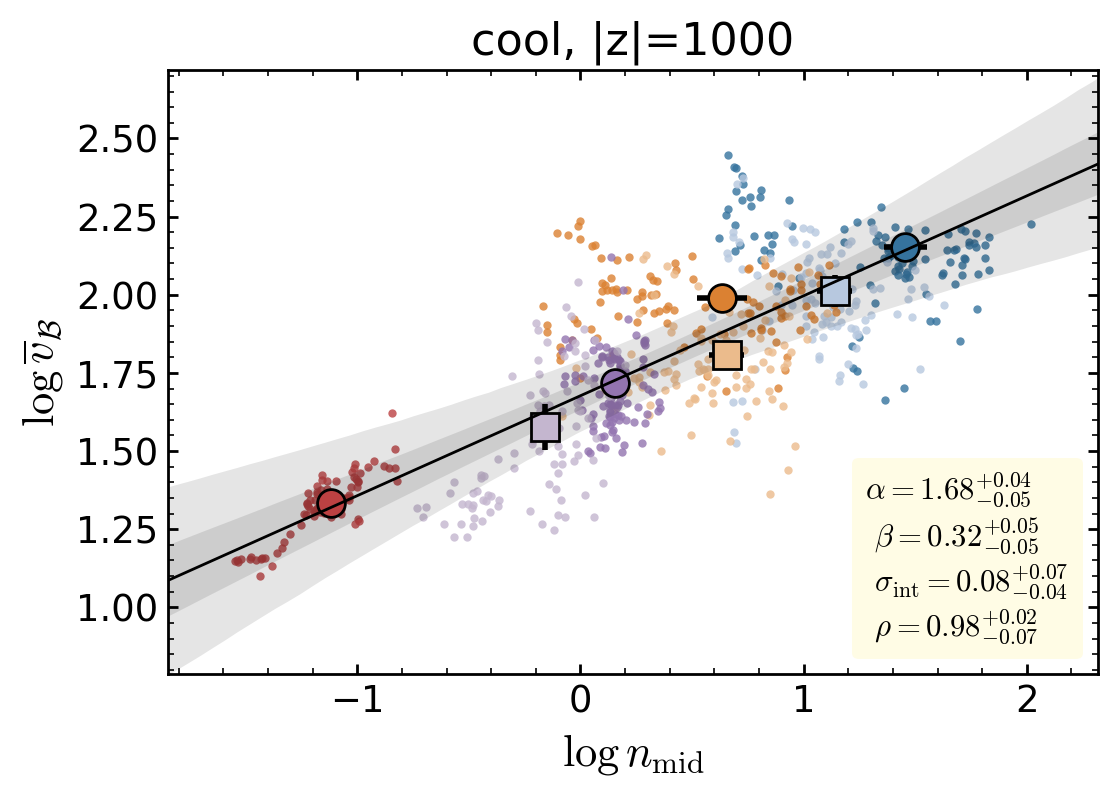 cool, |z|=1000
log v̅_ℬ
2.50
2.25
2.00
1.75
1.50
1.25
1.00
α = 1.68^{+0.04}_{−0.05}
β = 0.32^{+0.05}_{−0.05}
σ_int = 0.08^{+0.07}_{−0.04}
ρ = 0.98^{+0.02}_{−0.07}
−1 0 1 2
log n_mid